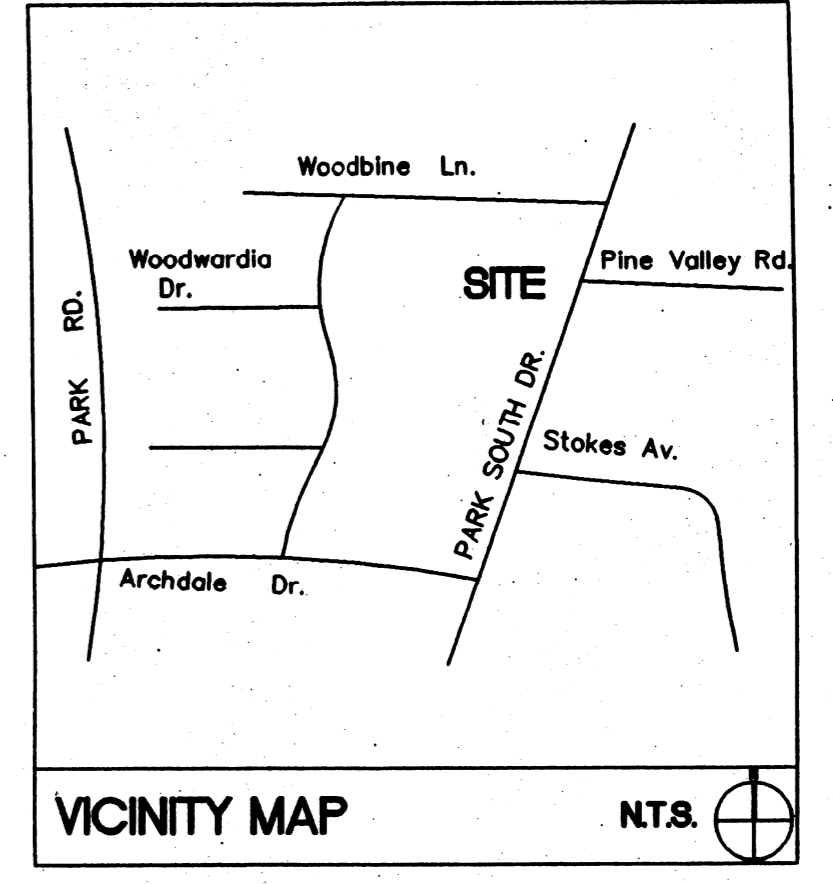 Woodbine Ln.
Woodwardia
Dr.
SITE
Pine Valley Rd.
PARK RD.
PARK SOUTH DR.
Stokes Av.
Archdale Dr.
VICINITY MAP
N.T.S.